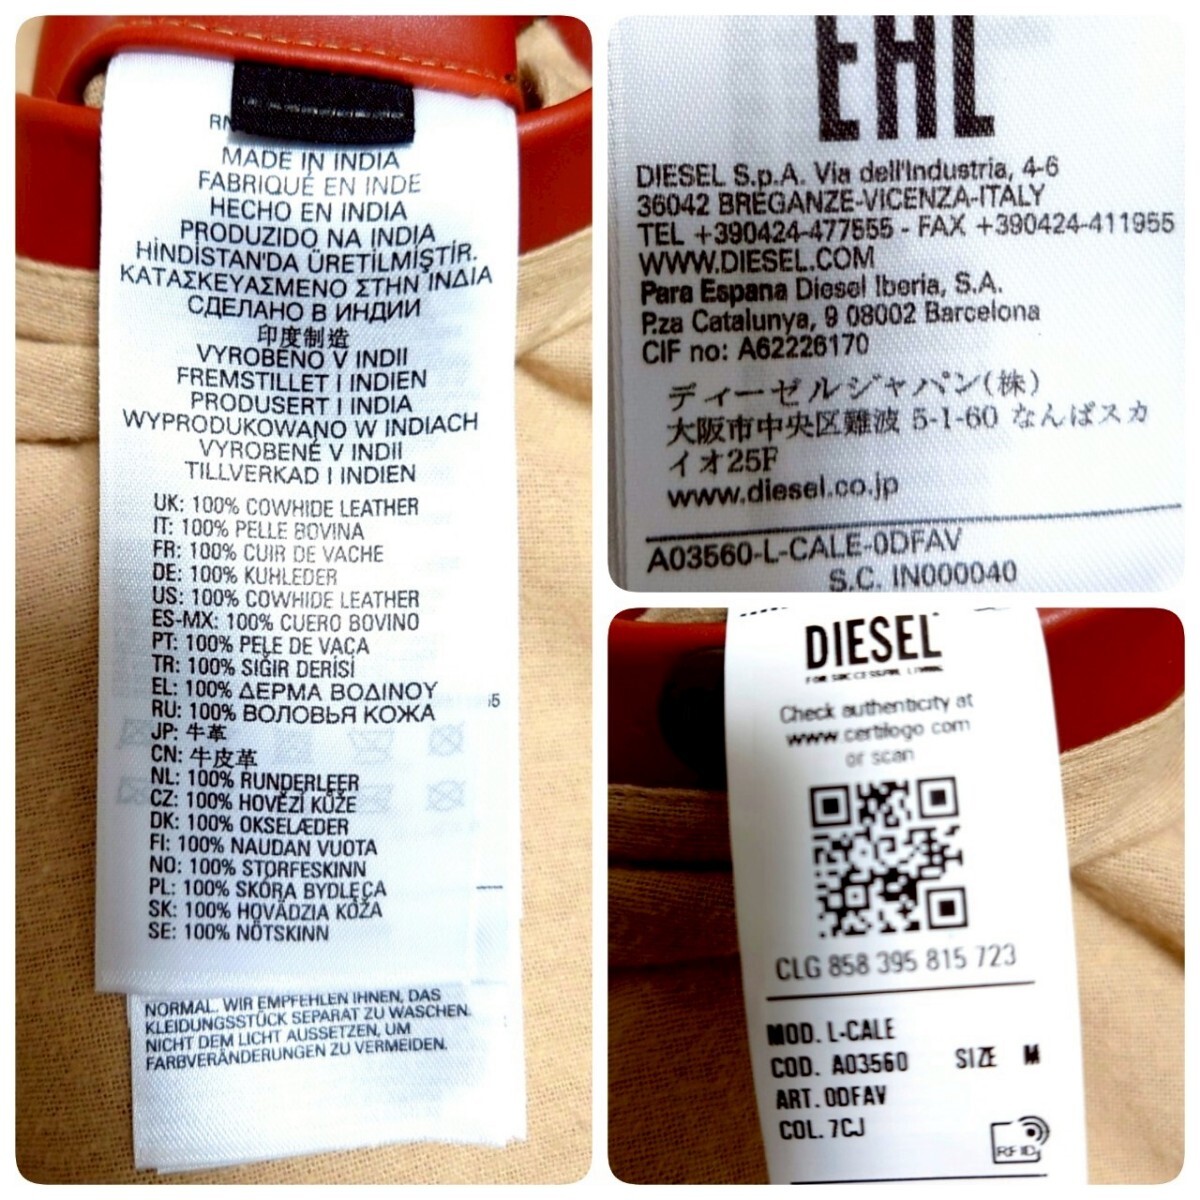 MADE IN INDIA
FABRIQUÉ EN INDE
HECHO EN INDIA
PRODUZIDO NA INDIA
HİNDİSTAN'DA ÜRETİLMİŞTİR.
ΚΑΤΑΣΚΕΥΑΣΜΕΝΟ ΣΤΗΝ ΙΝΔΙΑ
СДЕЛАНО В ИНДИИ
印度制造
VYROBENO V INDII
FREMSTILLET I INDIEN
PRODUSERT I INDIA
WYPRODUKOWANO W INDIACH
VYROBENÉ V INDII
TILLVERKAD I INDIEN
UK: 100% COWHIDE LEATHER
IT: 100% PELLE BOVINA
FR: 100% CUIR DE VACHE
DE: 100% KUHLEDER
US: 100% COWHIDE LEATHER
ES-MX: 100% CUERO BOVINO
PT: 100% PELE DE VACA
TR: 100% SIĞIR DERİSİ
EL: 100% ΔΕΡΜΑ ΒΟΔΙΝΟΥ
RU: 100% ВОЛОВЬЯ КОЖА
JP: 牛革
CN: 牛皮革
NL: 100% RUNDERLEER
CZ: 100% HOVĚZÍ KŮŽE
DK: 100% OKSELÆDER
FI: 100% NAUDAN VUOTA
NO: 100% STORFESKINN
PL: 100% SKÓRA BYDLĘCA
SK: 100% HOVÄDZIA KOŽA
SE: 100% NÖTSKINN
NORMAL. WIR EMPFEHLEN IHNEN, DAS
KLEIDUNGSSTÜCK SEPARAT ZU WASCHEN.
NICHT DEM LICHT AUSSETZEN, UM
FARBVERÄNDERUNGEN ZU VERMEIDEN.
EAC
DIESEL S.p.A. Via dell'Industria, 4-6
36042 BREGANZE-VICENZA-ITALY
TEL +390424-477555 - FAX +390424-411955
WWW.DIESEL.COM
Para Espana Diesel Iberia, S.A.
P.za Catalunya, 9 08002 Barcelona
CIF no: A62226170
ディーゼルジャパン(株)
大阪市中央区難波 5-1-60 なんばスカ
イオ25F
www.diesel.co.jp
A03560-L-CALE-0DFAV
S.C. IN000040
DIESEL
FOR SUCCESSFUL LIVING
Check authenticity at
www certilogo com
or scan
CLG 858 395 815 723
MOD. L-CALE
COD. A03560 SIZE M
ART. 0DFAV
COL. 7CJ
RFID